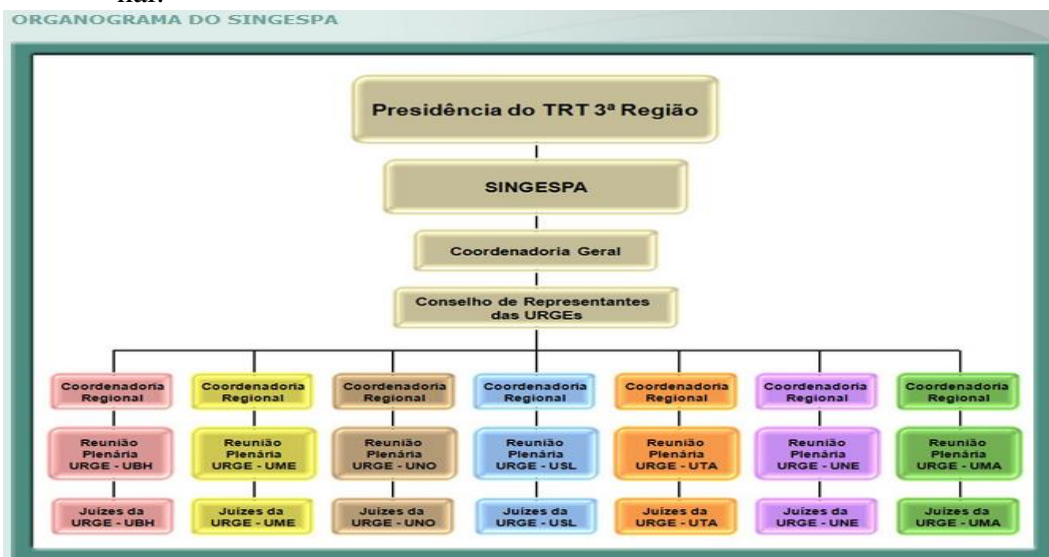 nal.
ORGANOGRAMA DO SINGESPA
Presidência do TRT 3ª Região
SINGESPA
Coordenadoria Geral
Conselho de Representantes
das URGEs
Coordenadoria
Regional
Coordenadoria
Regional
Coordenadoria
Regional
Coordenadoria
Regional
Coordenadoria
Regional
Coordenadoria
Regional
Coordenadoria
Regional
Reunião
Plenária
URGE - UBH
Reunião
Plenária
URGE - UME
Reunião
Plenária
URGE - UNO
Reunião
Plenária
URGE - USL
Reunião
Plenária
URGE - UTA
Reunião
Plenária
URGE - UNE
Reunião
Plenária
URGE - UMA
Juízes da
URGE - UBH
Juízes da
URGE - UME
Juízes da
URGE - UNO
Juízes da
URGE - USL
Juízes da
URGE - UTA
Juízes da
URGE - UNE
Juízes da
URGE - UMA